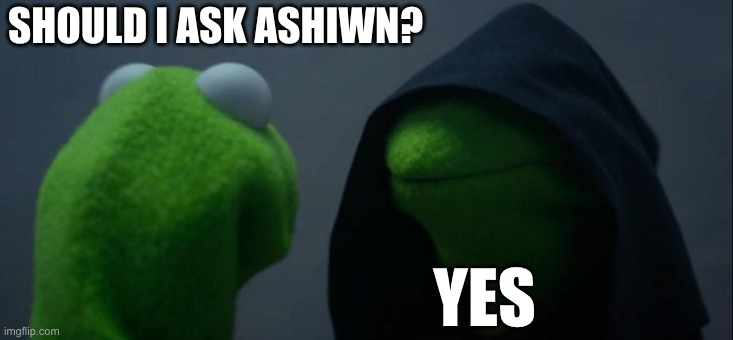 SHOULD I ASK ASHIWN?
YES
imgflip.com